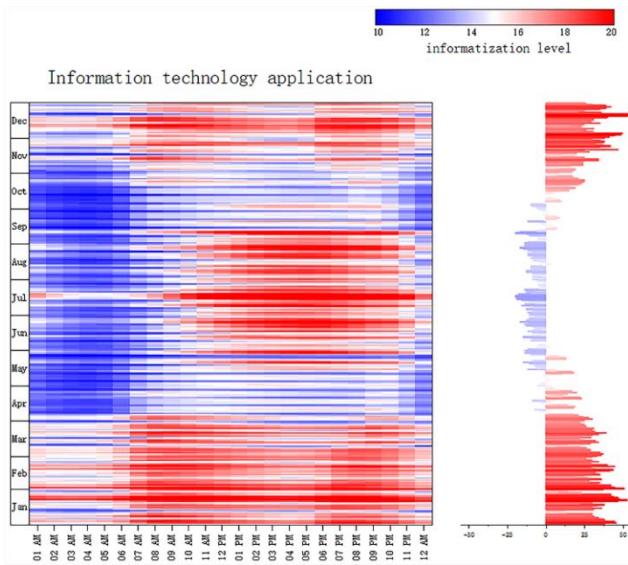 10 12 14 16 18 20
informatization level
Information technology application
Dec
Nov
Oct
Sep
Aug
Jul
Jun
May
Apr
Mar
Feb
Jan
01 AM
02 AM
03 AM
04 AM
05 AM
06 AM
07 AM
08 AM
09 AM
10 AM
11 AM
12 PM
01 PM
02 PM
03 PM
04 PM
05 PM
06 PM
07 PM
08 PM
09 PM
10 PM
11 PM
12 AM
-50 -25 0 25 50